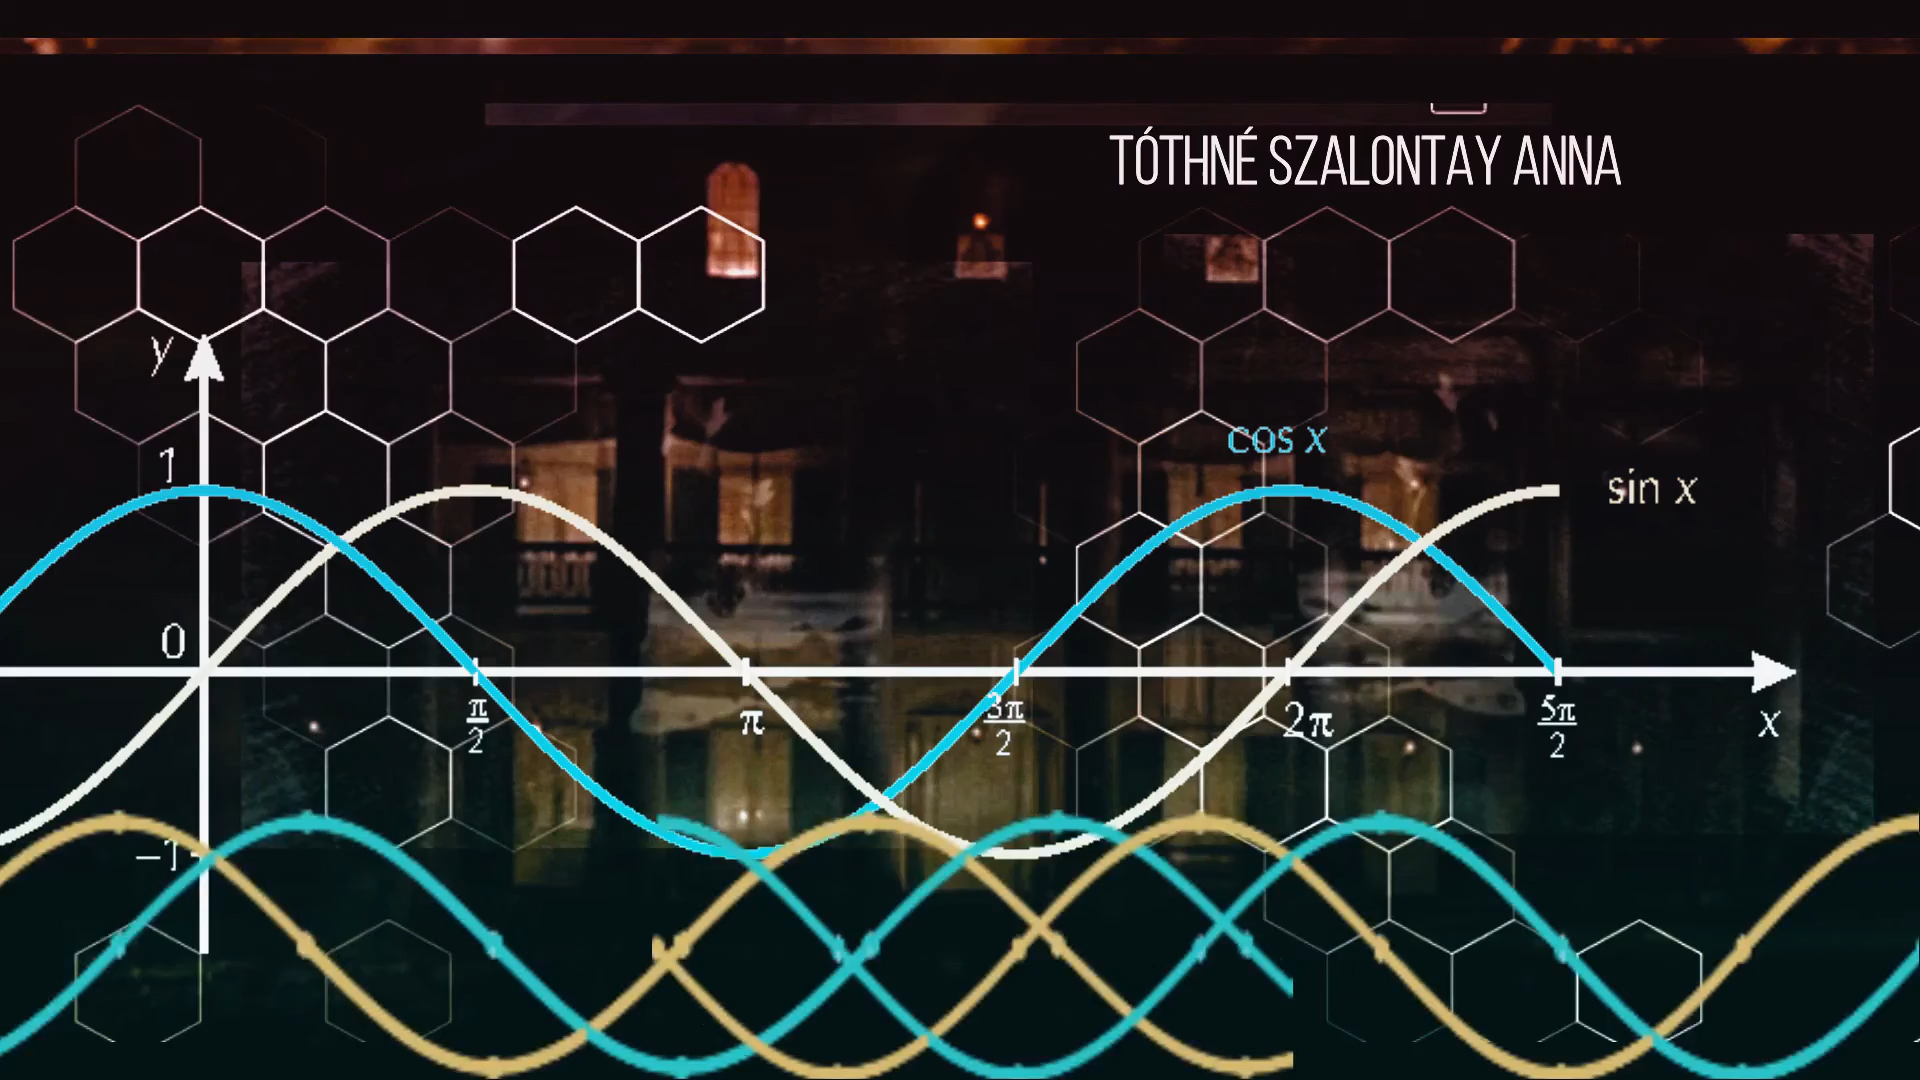 TÓTHNÉ SZALONTAY ANNA
y
cos x
1
sin x
0
π/2
π
3π/2
2π
5π/2
x
−1